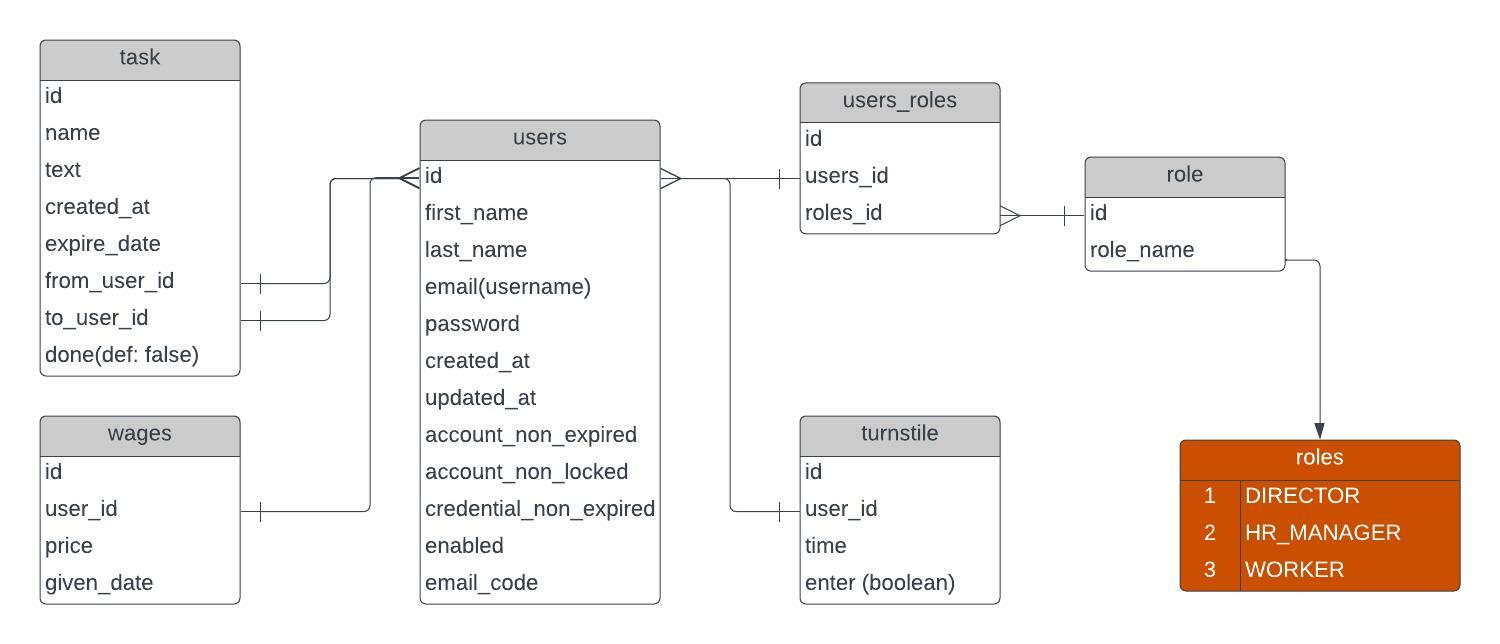 task
id
name
text
created_at
expire_date
from_user_id
to_user_id
done(def: false)
wages
id
user_id
price
given_date
users
id
first_name
last_name
email(username)
password
created_at
updated_at
account_non_expired
account_non_locked
credential_non_expired
enabled
email_code
users_roles
id
users_id
roles_id
turnstile
id
user_id
time
enter (boolean)
role
id
role_name
roles
1 DIRECTOR
2 HR_MANAGER
3 WORKER